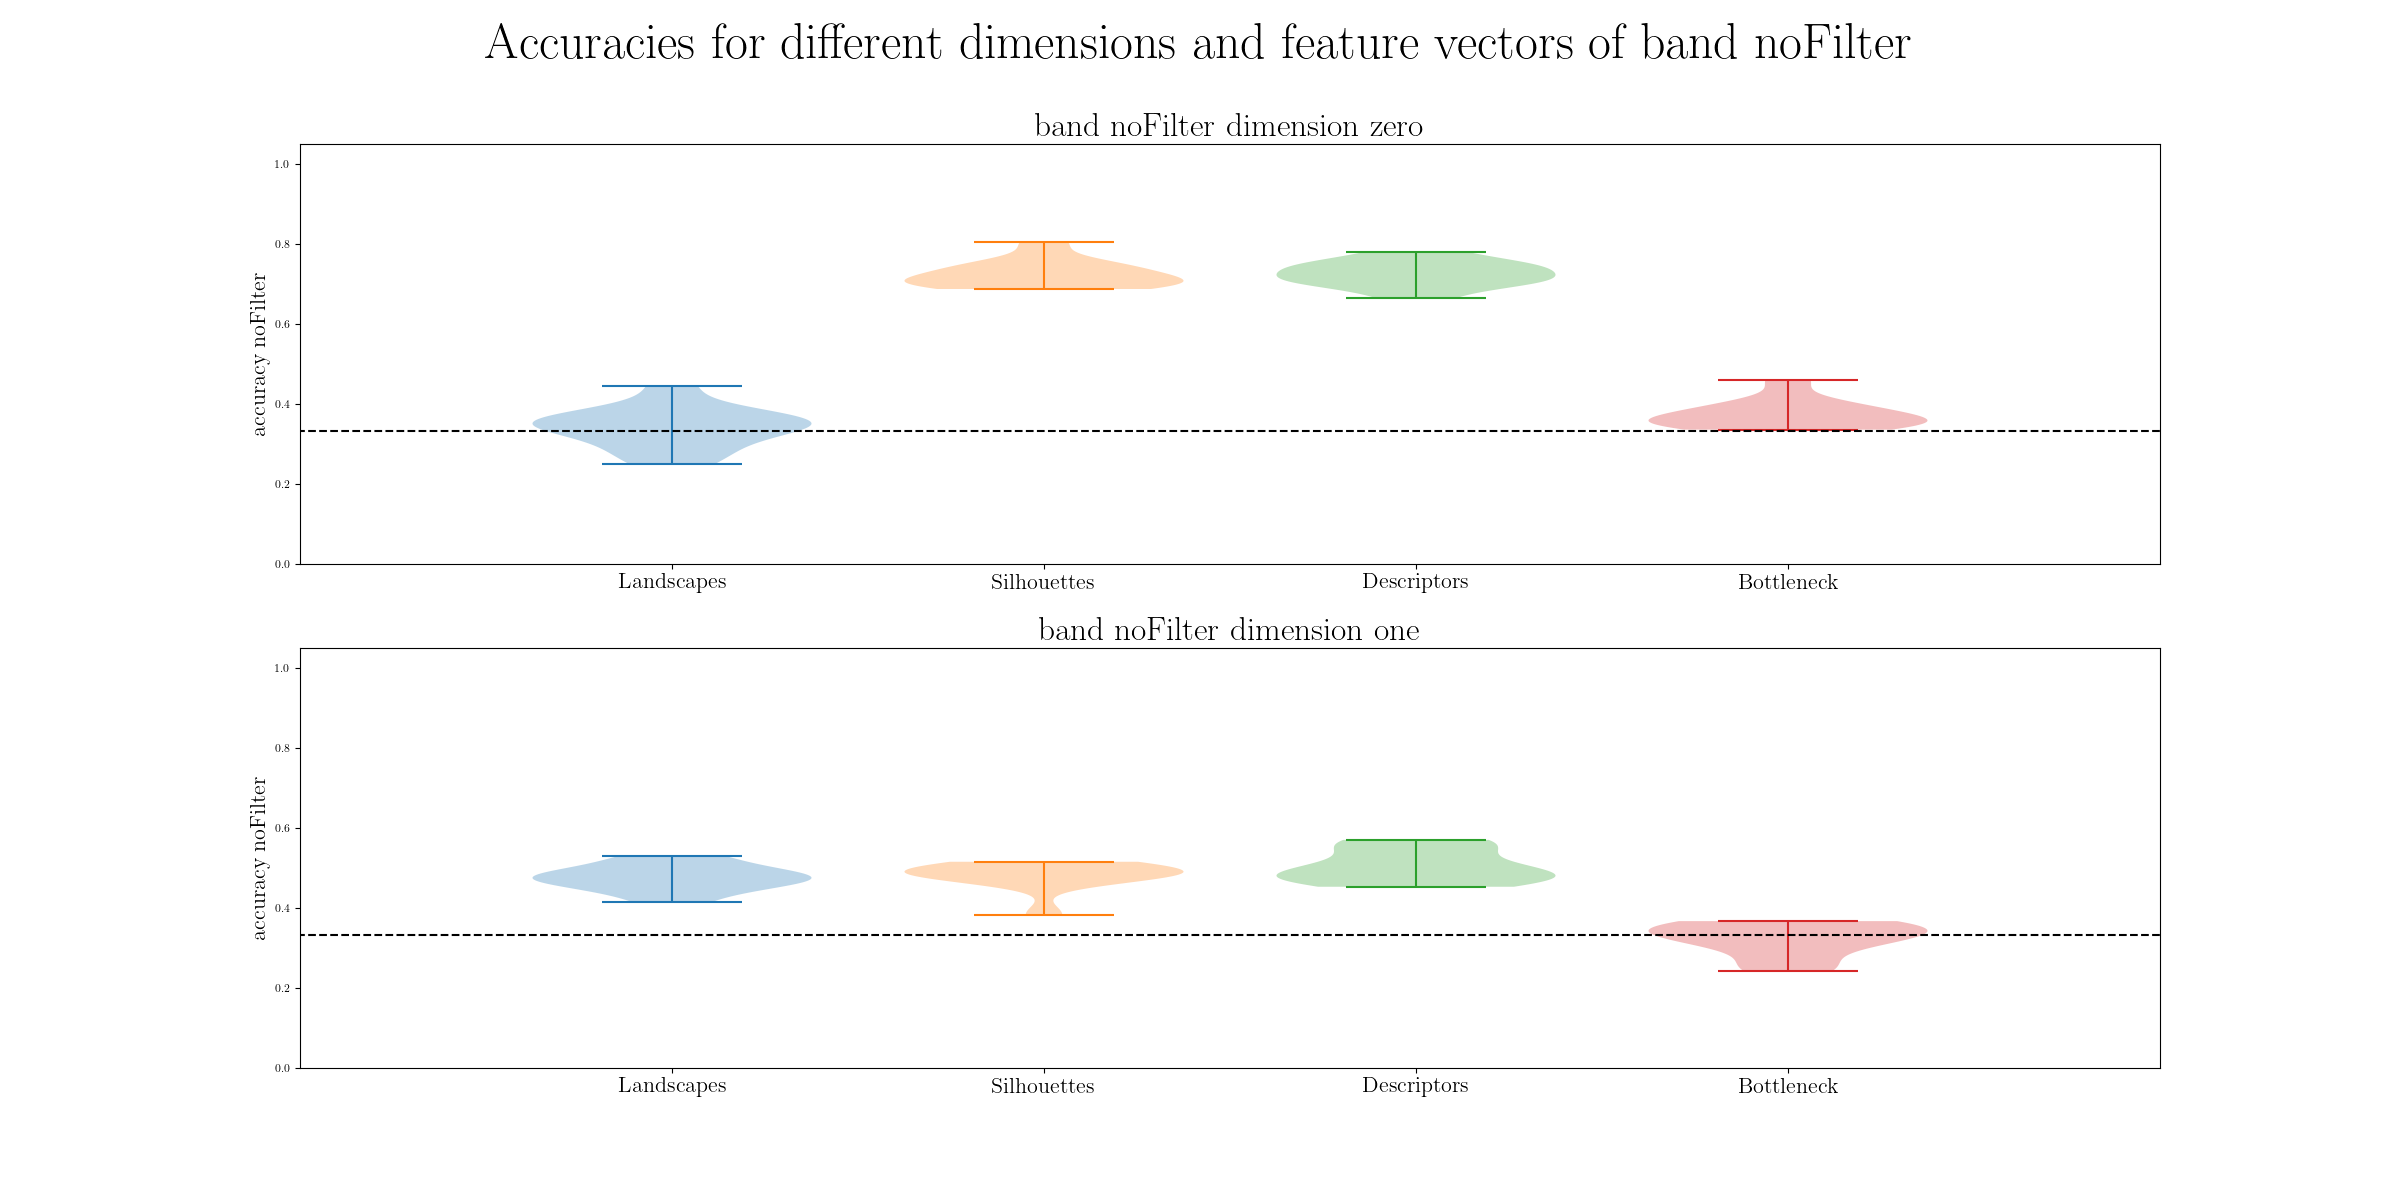 Accuracies for different dimensions and feature vectors of band noFilter
band noFilter dimension zero
accuracy noFilter
1.0
0.8
0.6
0.4
0.2
0.0
Landscapes Silhouettes Descriptors Bottleneck
band noFilter dimension one
accuracy noFilter
1.0
0.8
0.6
0.4
0.2
0.0
Landscapes Silhouettes Descriptors Bottleneck